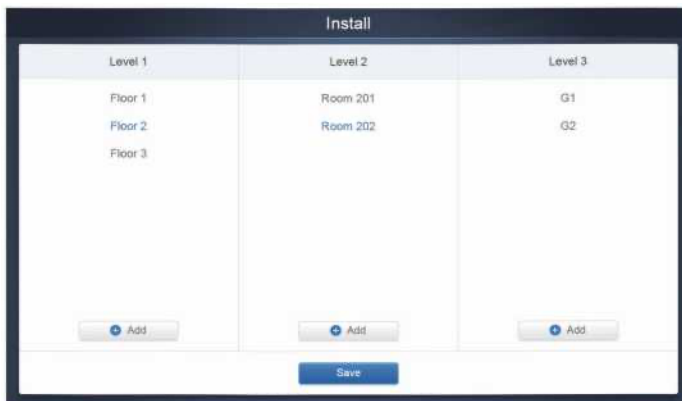 Install
Level 1 Level 2 Level 3
Floor 1 Room 201 G1
Floor 2 Room 202 G2
Floor 3
Add Add Add
Save